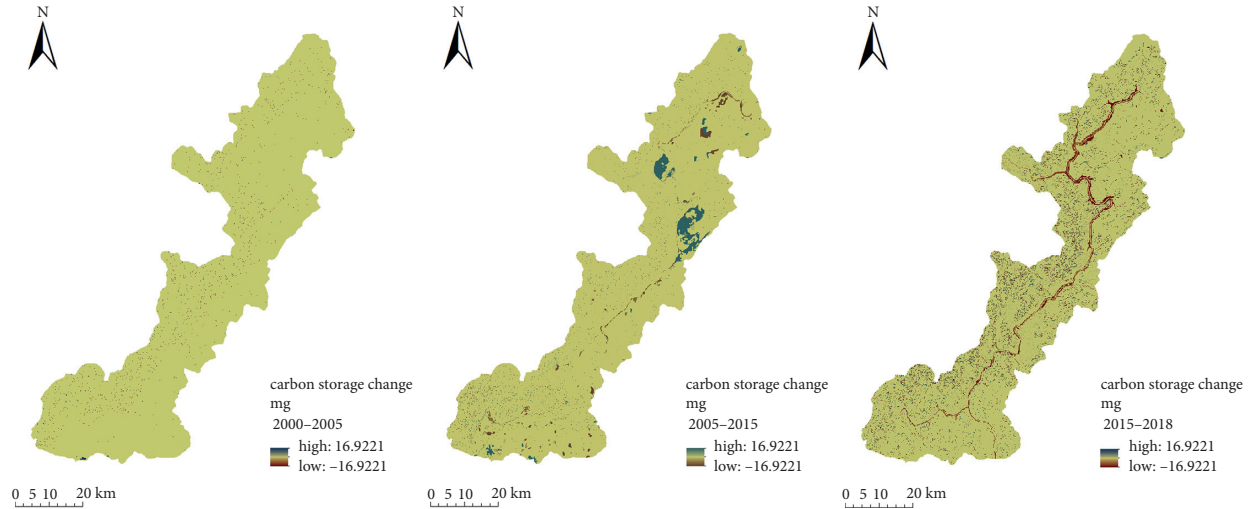 N
carbon storage change
mg
2000–2005
high: 16.9221
low: –16.9221
0 5 10 20 km
N
carbon storage change
mg
2005–2015
high: 16.9221
low: –16.9221
0 5 10 20 km
N
carbon storage change
mg
2015–2018
high: 16.9221
low: –16.9221
0 5 10 20 km